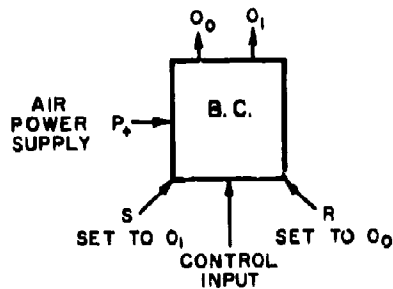 O₀ O₁
B.C.
AIR
POWER
SUPPLY
P₊
S
SET TO O₁
R
SET TO O₀
CONTROL
INPUT